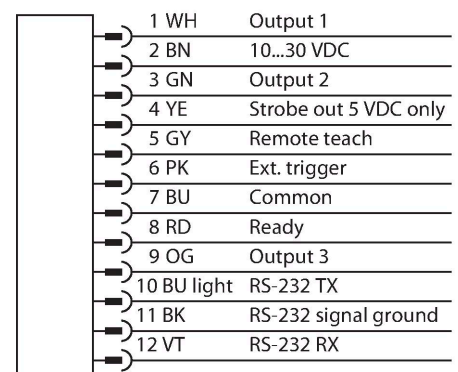 1 WH Output 1
2 BN 10...30 VDC
3 GN Output 2
4 YE Strobe out 5 VDC only
5 GY Remote teach
6 PK Ext. trigger
7 BU Common
8 RD Ready
9 OG Output 3
10 BU light RS-232 TX
11 BK RS-232 signal ground
12 VT RS-232 RX